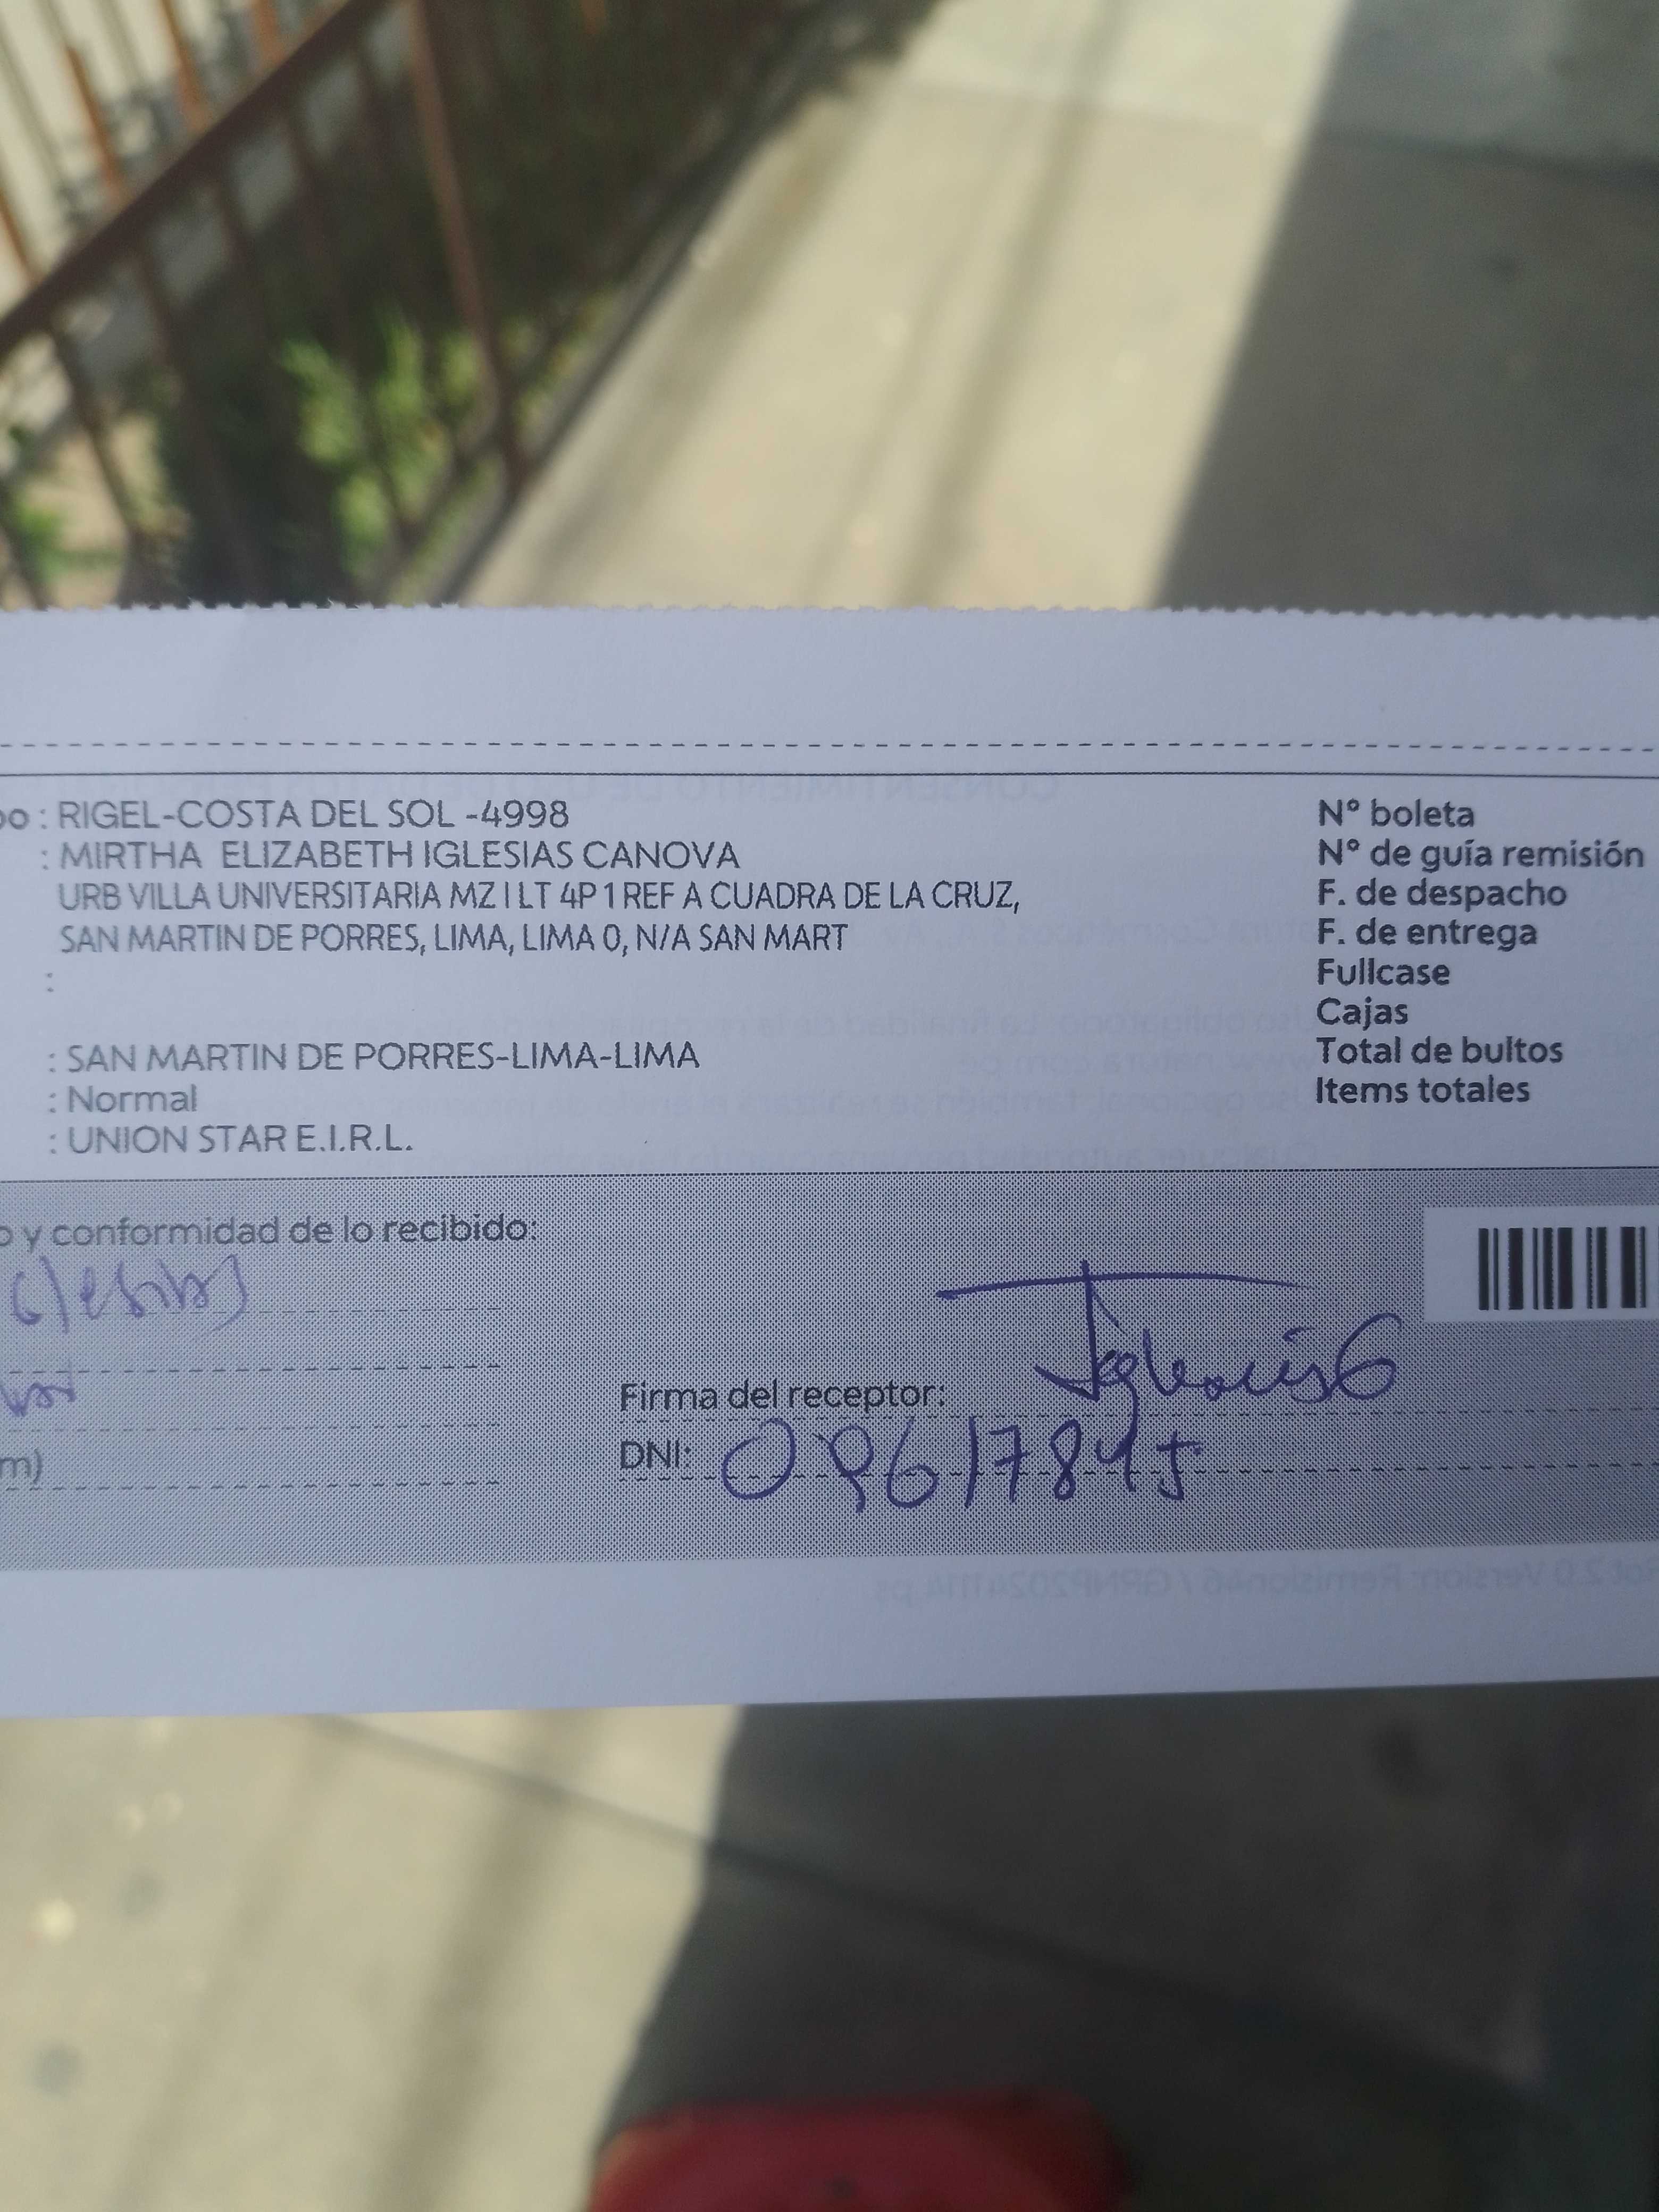 po : RIGEL-COSTA DEL SOL -4998
: MIRTHA ELIZABETH IGLESIAS CANOVA
URB VILLA UNIVERSITARIA MZ I LT 4P 1 REF A CUADRA DE LA CRUZ,
SAN MARTIN DE PORRES, LIMA, LIMA 0, N/A SAN MART
:
: SAN MARTIN DE PORRES-LIMA-LIMA
: Normal
: UNION STAR E.I.R.L.
N° boleta
N° de guía remisión
F. de despacho
F. de entrega
Fullcase
Cajas
Total de bultos
Items totales
o y conformidad de lo recibido:
Firma del receptor:
DNI: 09617845
m)